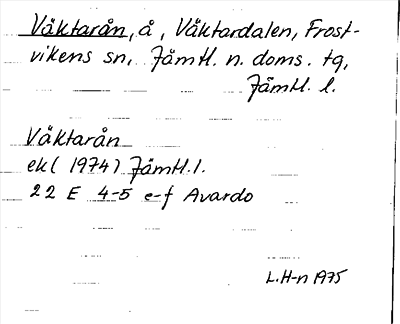 Våktarån, å, Våktardalen, Frost-
vikens sn, Jämtl. n. doms. tg,
Jämtl. l.
Våktarån
ek (1974) Jämtl. l.
22 E 4-5 e-f Avardo
L.H-n 1975